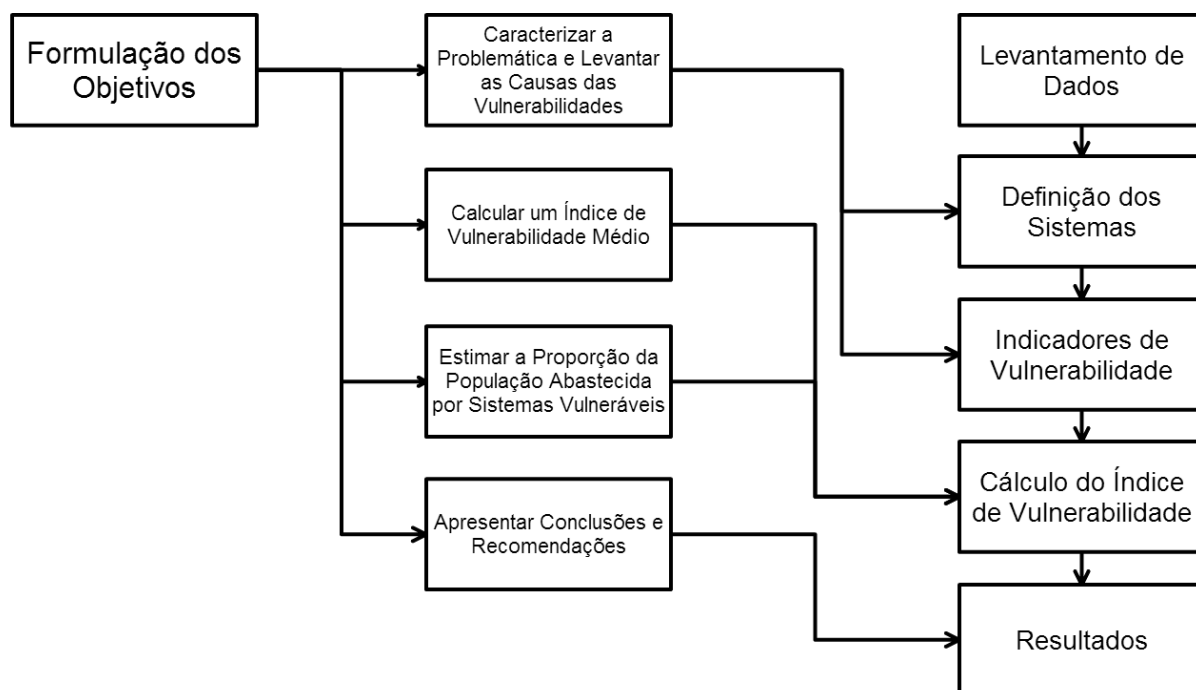 Formulação dos
Objetivos
Caracterizar a
Problemática e Levantar
as Causas das
Vulnerabilidades
Calcular um Índice de
Vulnerabilidade Médio
Estimar a Proporção da
População Abastecida
por Sistemas Vulneráveis
Apresentar Conclusões e
Recomendações
Levantamento de
Dados
Definição dos
Sistemas
Indicadores de
Vulnerabilidade
Cálculo do Índice
de Vulnerabilidade
Resultados